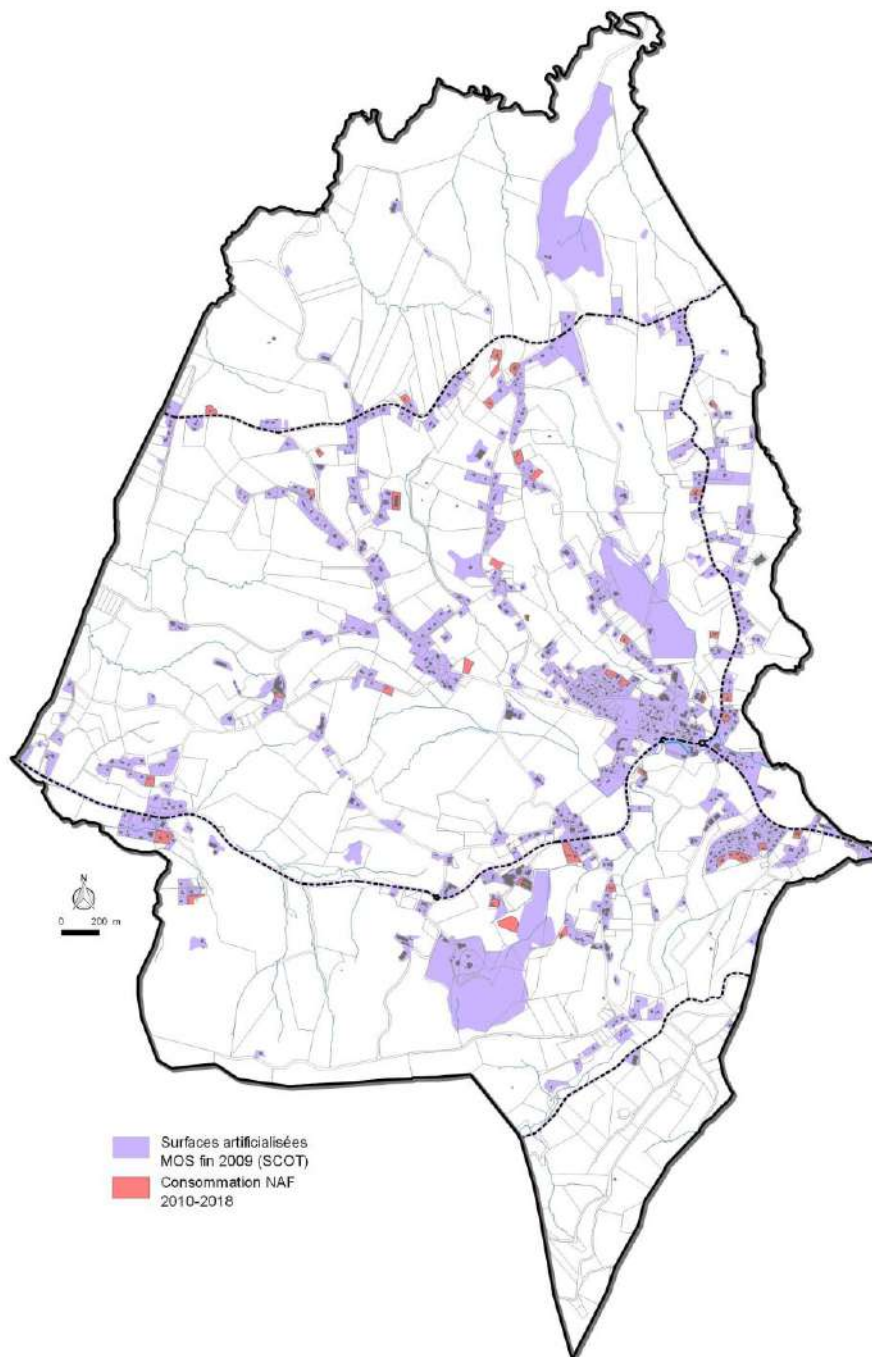 N
0 200 m
Surfaces artificialisées
MOS fin 2009 (SCOT)
Consommation NAF
2010-2018